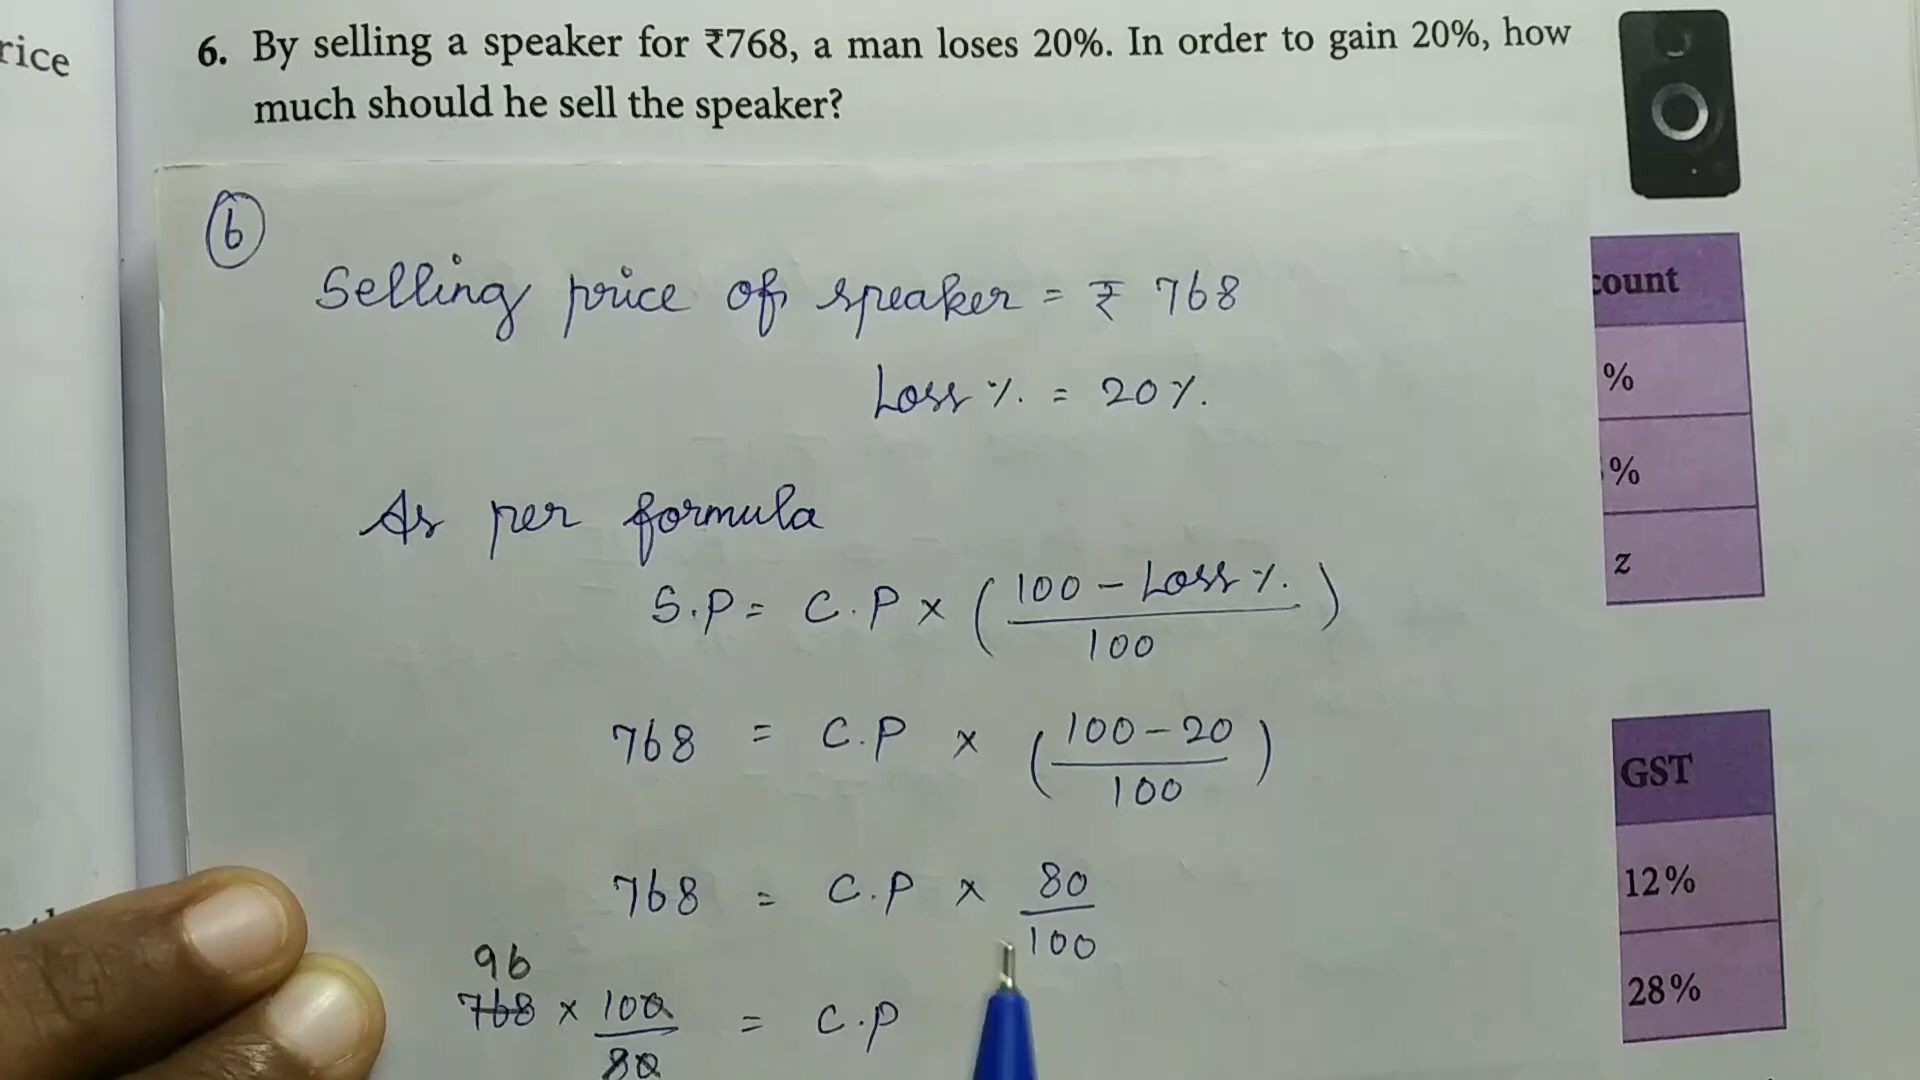 rice
6. By selling a speaker for ₹768, a man loses 20%. In order to gain 20%, how
much should he sell the speaker?
6
Selling price of speaker = ₹ 768
Loss % = 20%.
As per formula
S.P = C.P × (100 - Loss %. / 100)
768 = C.P × (100 - 20 / 100)
768 = C.P × 80 / 100
96
768 × 100 / 80 = C.P
count
%
%
z
GST
12%
28%